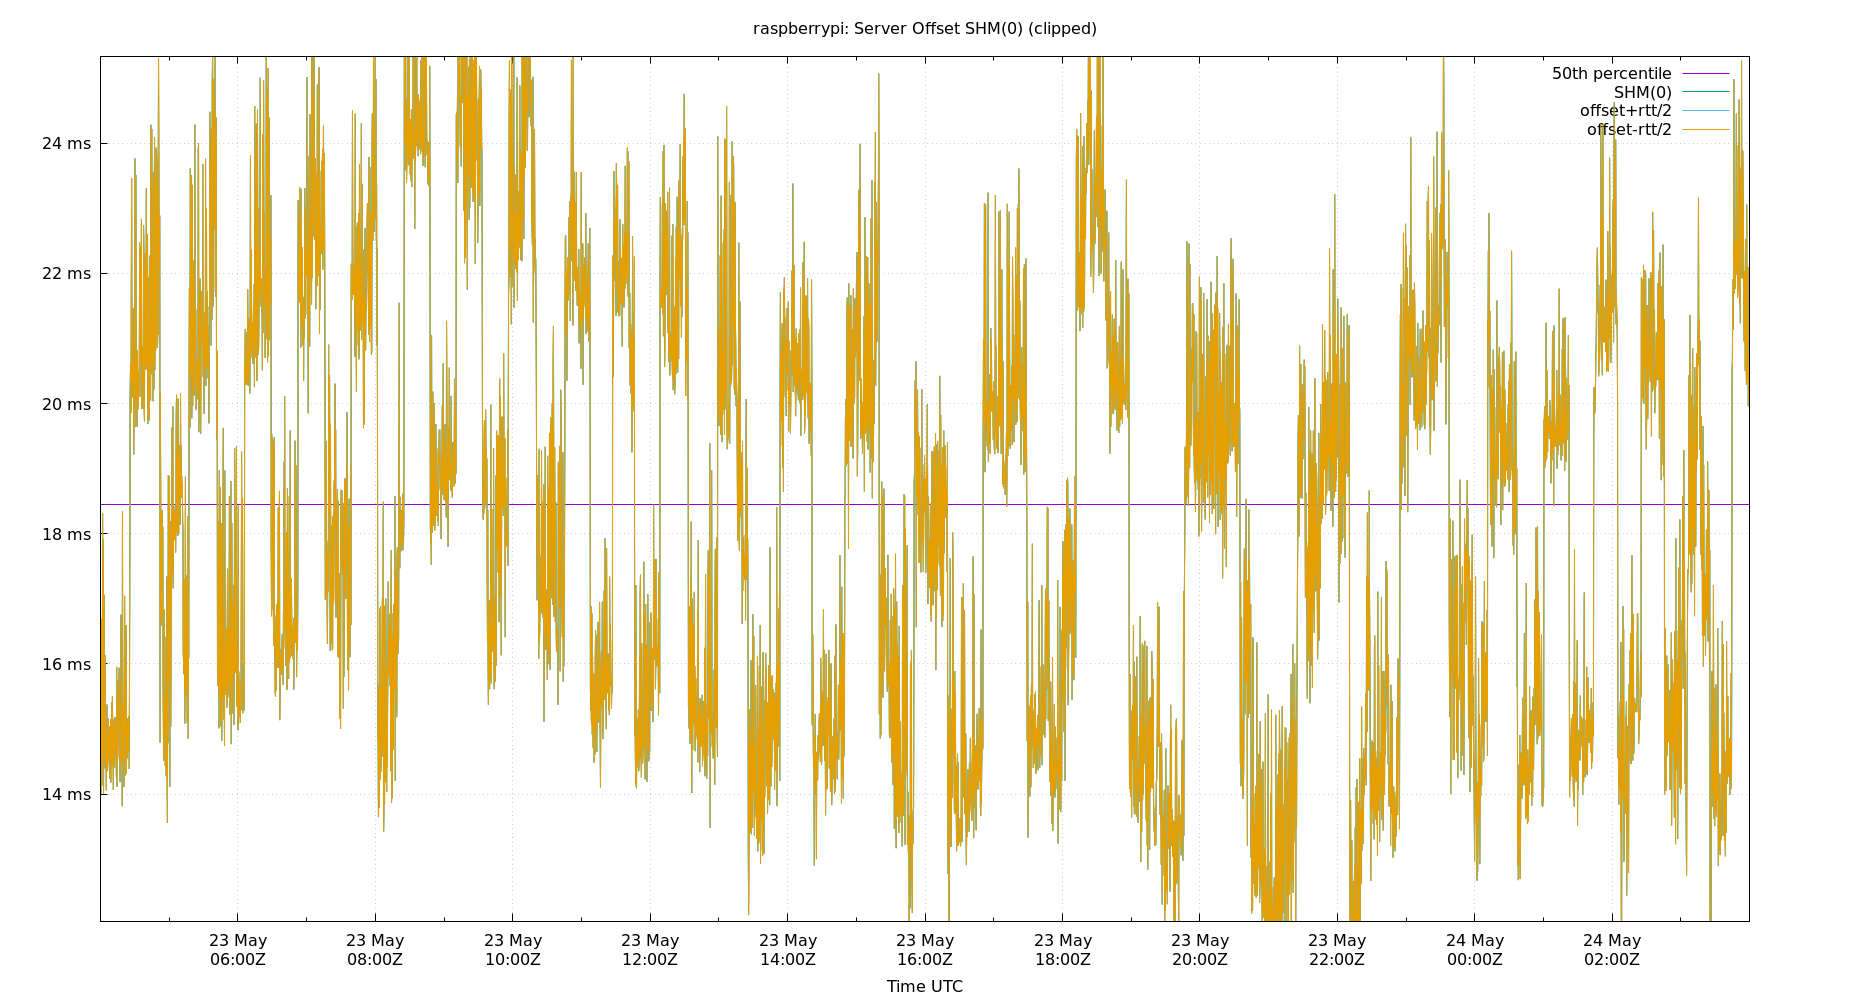 raspberrypi: Server Offset SHM(0) (clipped)
50th percentile
SHM(0)
offset+rtt/2
offset-rtt/2
24 ms
22 ms
20 ms
18 ms
16 ms
14 ms
23 May 23 May 23 May 23 May 23 May 23 May 23 May 23 May 23 May 24 May 24 May
06:00Z 08:00Z 10:00Z 12:00Z 14:00Z 16:00Z 18:00Z 20:00Z 22:00Z 00:00Z 02:00Z
Time UTC